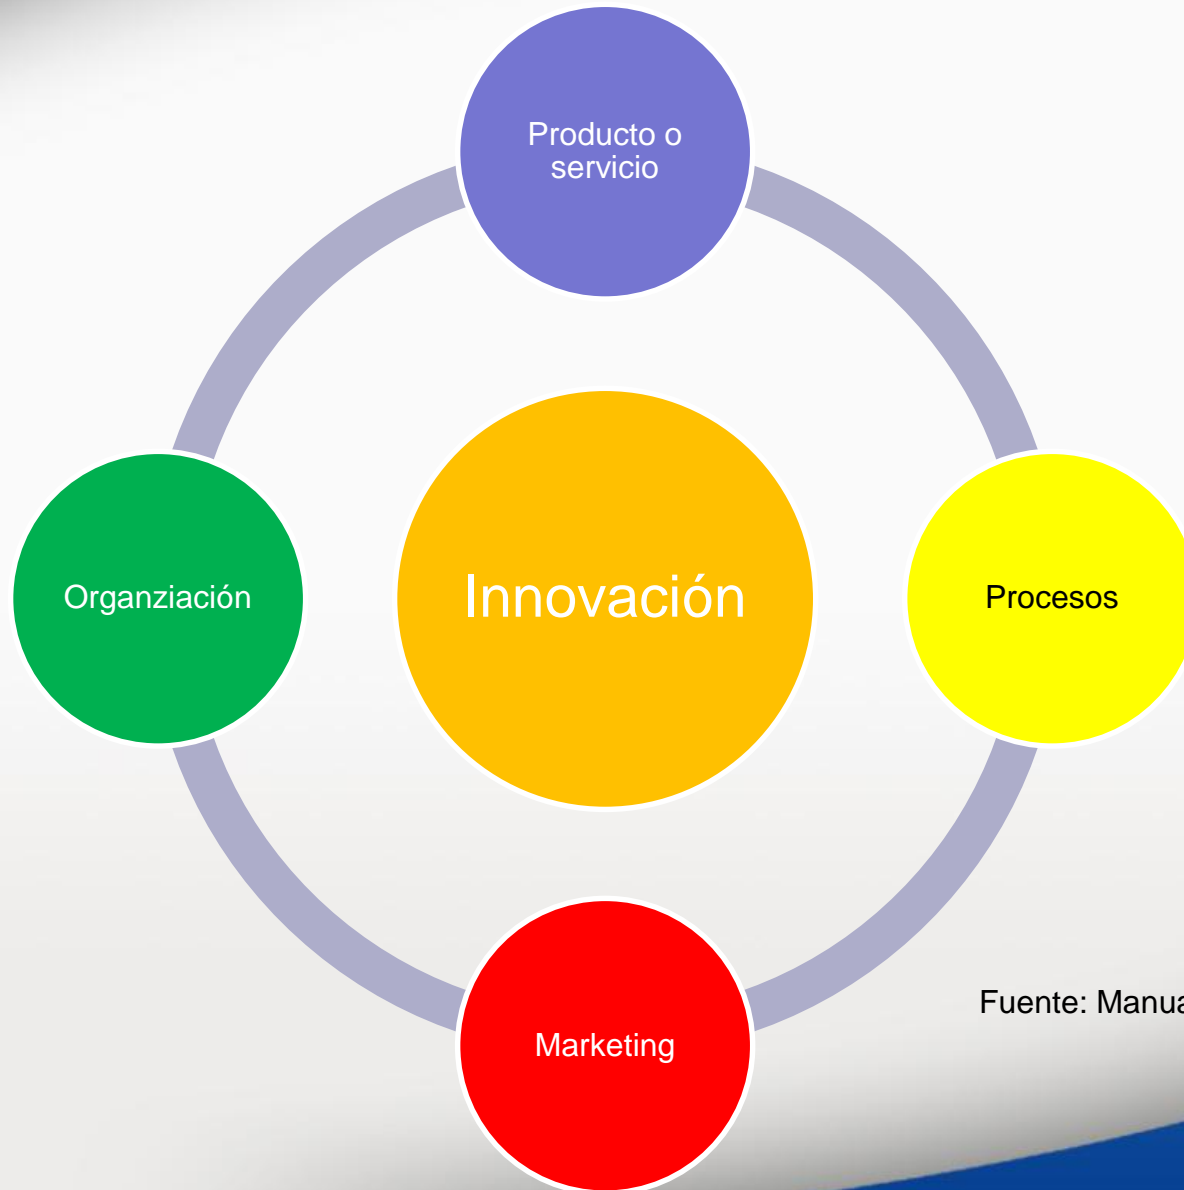 Producto o
servicio
Organziación
Innovación
Procesos
Marketing
Fuente: Manua